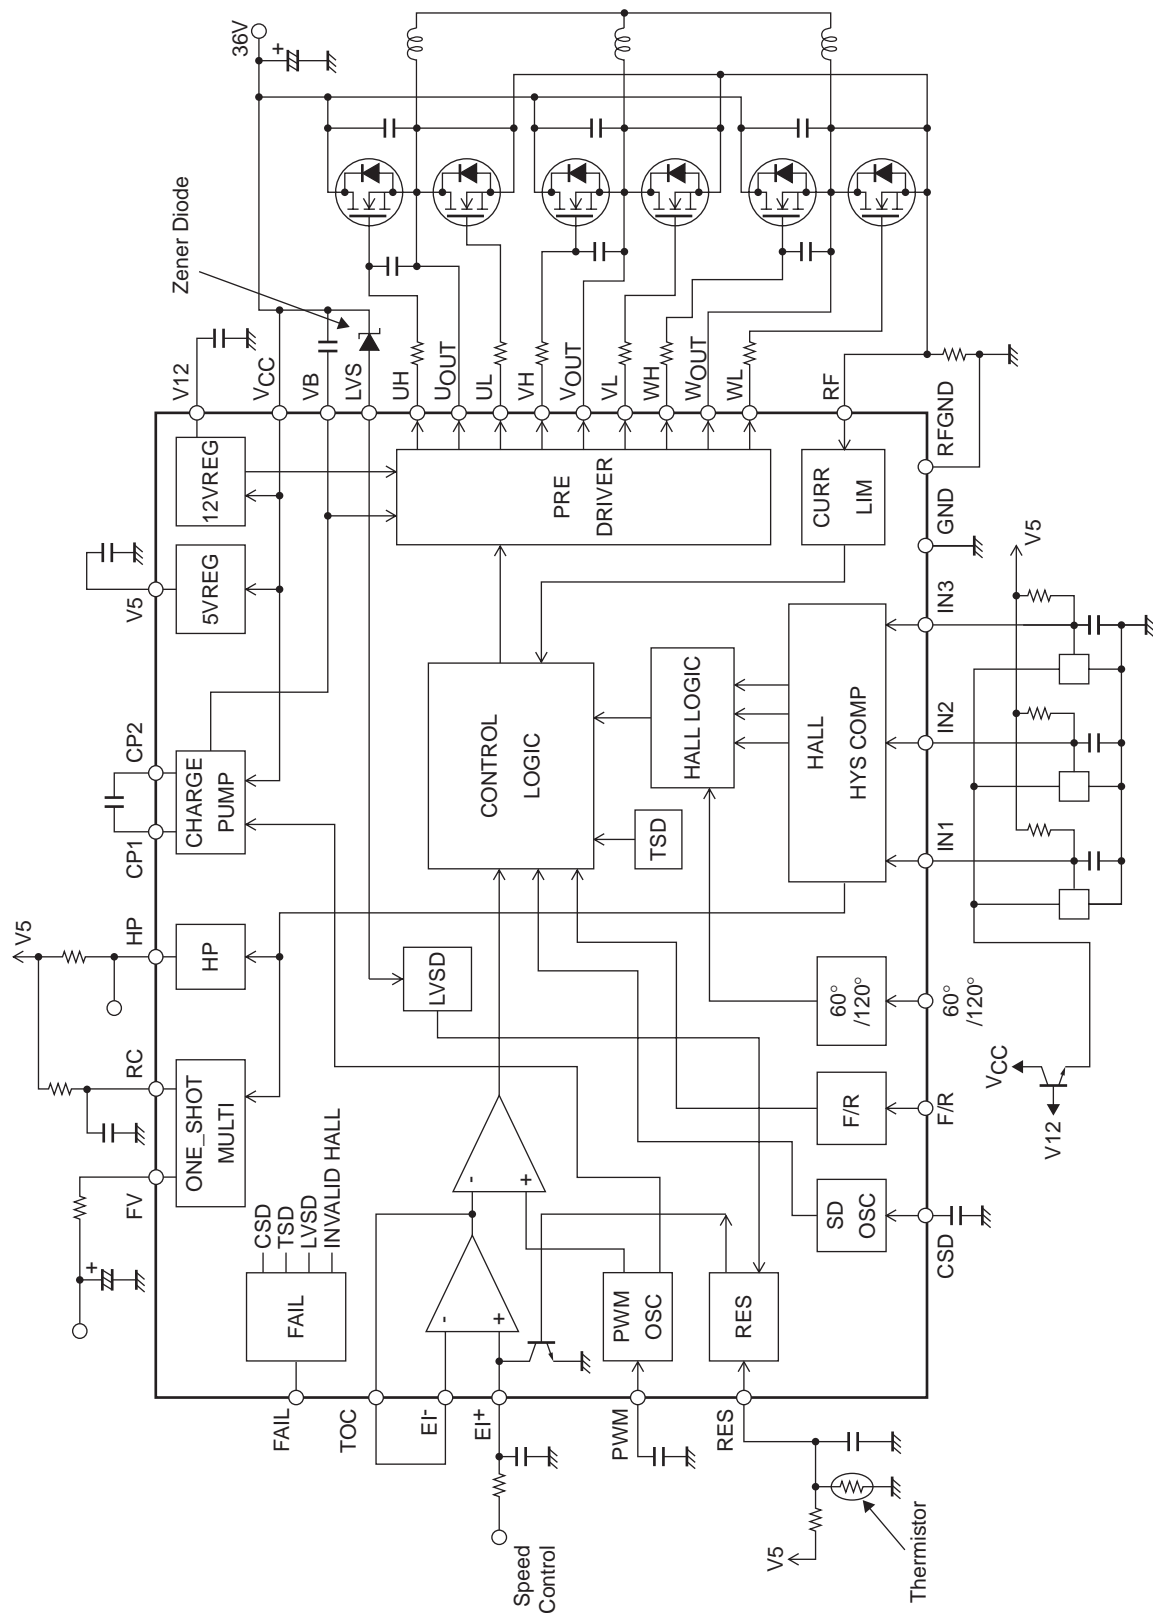 36V
+
Zener Diode
V12
VCC
VB
LVS
UH
UOUT
UL
VH
VOUT
VL
WH
WOUT
WL
RF
RFGND
GND
IN3
IN2
IN1
60°
/120°
F/R
CSD
V5
CP2
CP1
HP
V5
RC
FV
+
12VREG
5VREG
CHARGE
PUMP
HP
ONE_SHOT
MULTI
PRE
DRIVER
CURR
LIM
CONTROL
LOGIC
HALL LOGIC
HALL
HYS COMP
TSD
LVSD
60°
/120°
F/R
SD
OSC
V5
VCC
V12
CSD
TSD
LVSD
INVALID HALL
FAIL
-
+
-
+
PWM
OSC
RES
FAIL
TOC
EI-
EI+
PWM
RES
Speed
Control
V5
Thermistor